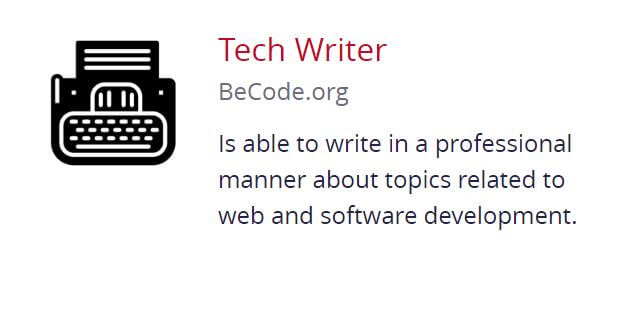 Tech Writer
BeCode.org
Is able to write in a professional
manner about topics related to
web and software development.